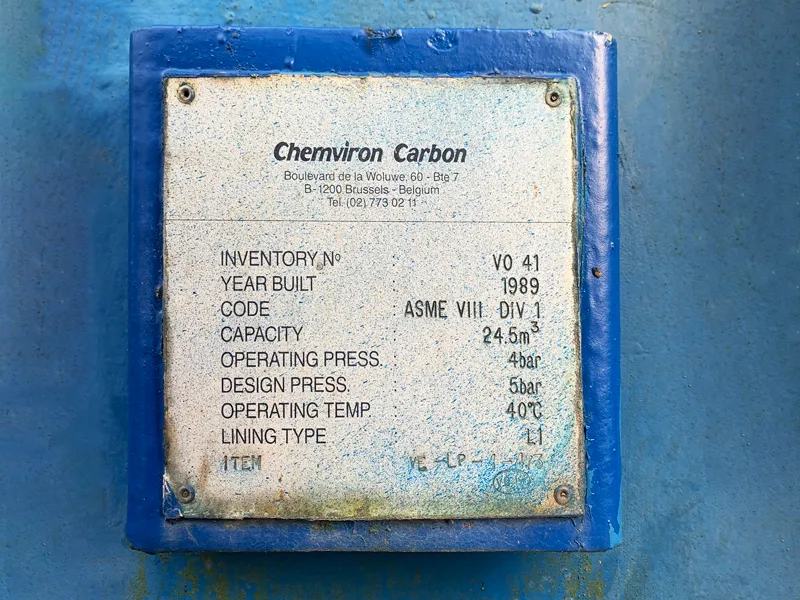 Chemviron Carbon
Boulevard de la Woluwe, 60 - Bte 7
B-1200 Brussels - Belgium
Tel. (02) 773 02 11
INVENTORY Nº : VO 41
YEAR BUILT : 1989
CODE : ASME VIII DIV 1
CAPACITY : 24.5m³
OPERATING PRESS. : 4bar
DESIGN PRESS. : 5bar
OPERATING TEMP. : 40°C
LINING TYPE : L1
ITEM